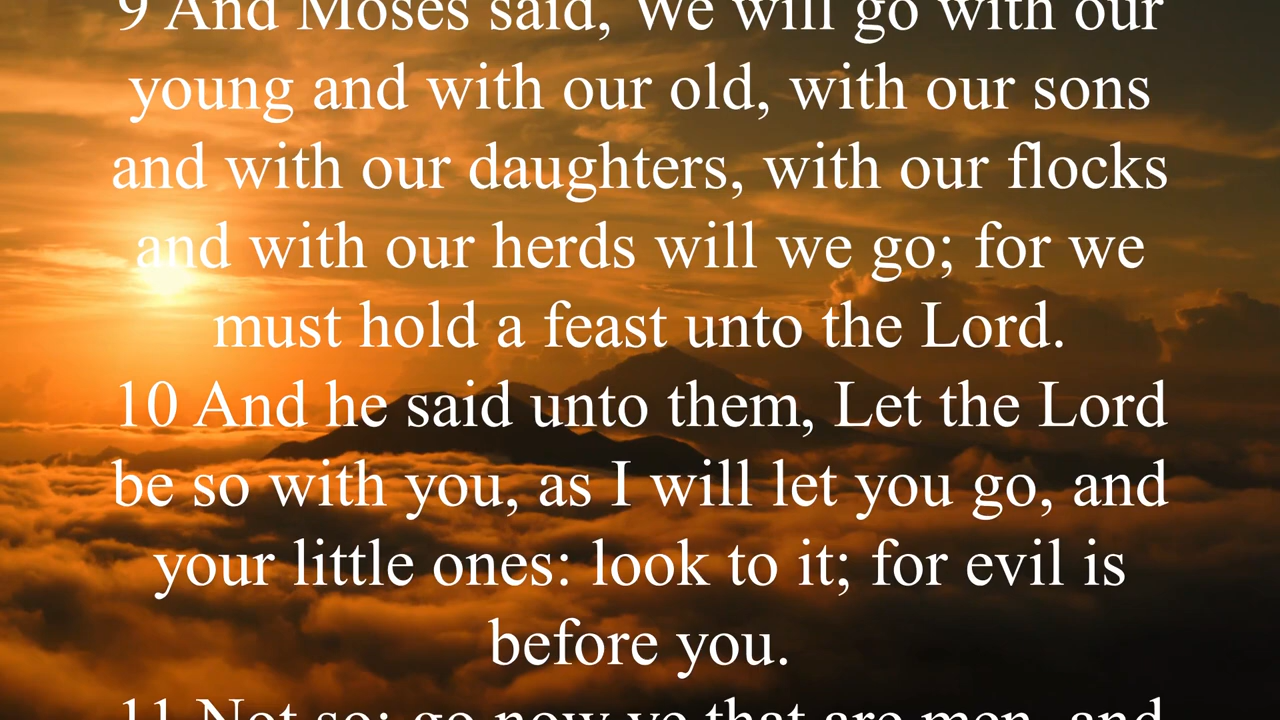 9 And Moses said, We will go with our
young and with our old, with our sons
and with our daughters, with our flocks
and with our herds will we go; for we
must hold a feast unto the Lord.
10 And he said unto them, Let the Lord
be so with you, as I will let you go, and
your little ones: look to it; for evil is
before you.
11 Not so: go now ye that are men, and